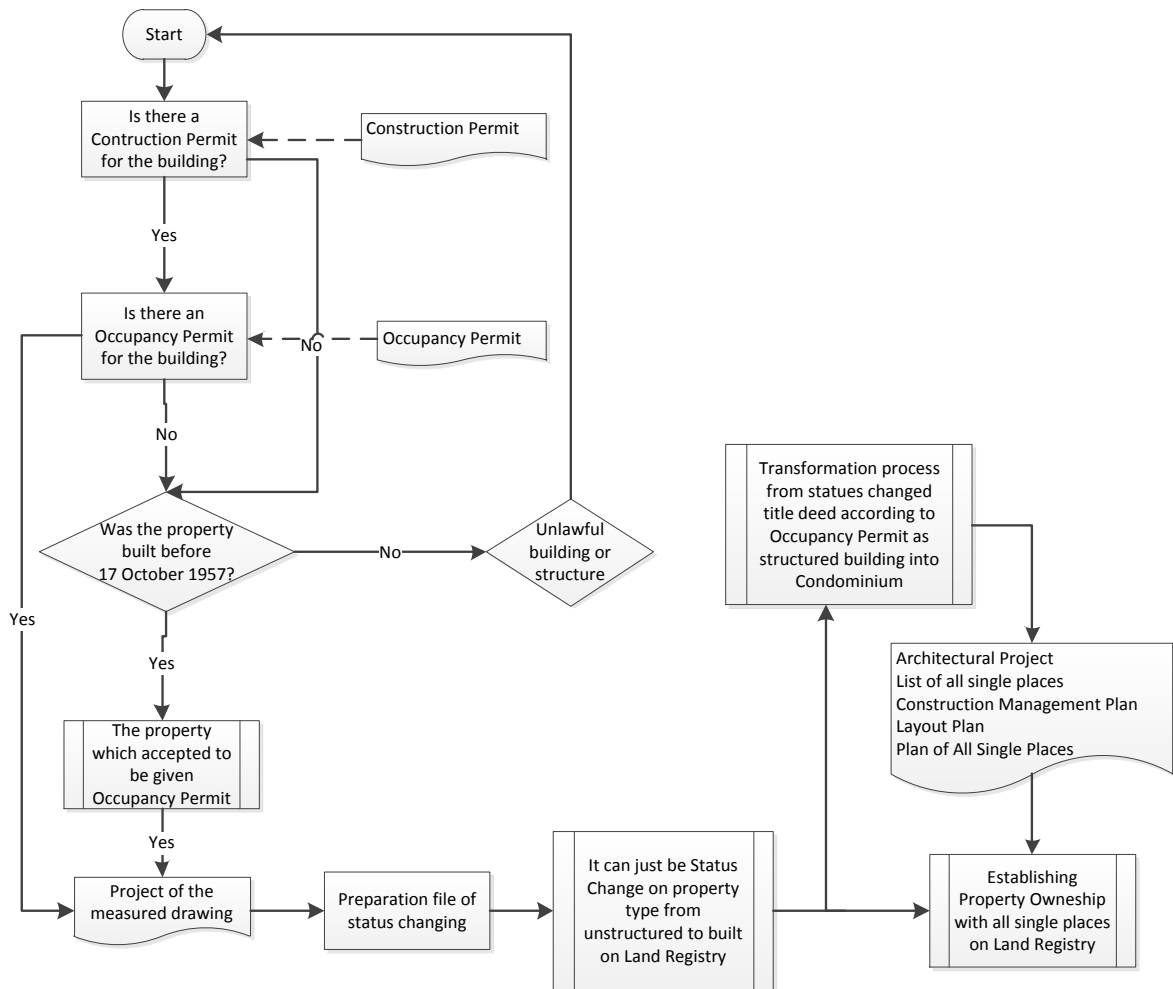 Start
Is there a
Contruction Permit
for the building?
Construction Permit
Yes
Is there an
Occupancy Permit
for the building?
Occupancy Permit
No
No
Was the property
built before
17 October 1957?
No
Unlawful
building or
structure
Yes
Yes
The property
which accepted to
be given
Occupancy Permit
Yes
Project of the
measured drawing
Preparation file of
status changing
It can just be Status
Change on property
type from
unstructured to built
on Land Registry
Transformation process
from statues changed
title deed according to
Occupancy Permit as
structured building into
Condominium
Architectural Project
List of all single places
Construction Management Plan
Layout Plan
Plan of All Single Places
Establishing
Property Ownership
with all single places
on Land Registry